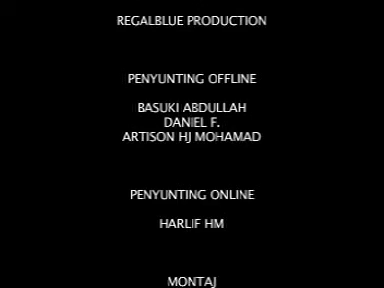 REGALBLUE PRODUCTION
PENYUNTING OFFLINE
BASUKI ABDULLAH
DANIEL F.
ARTISON HJ MOHAMAD
PENYUNTING ONLINE
HARLIF HM
MONTAJ